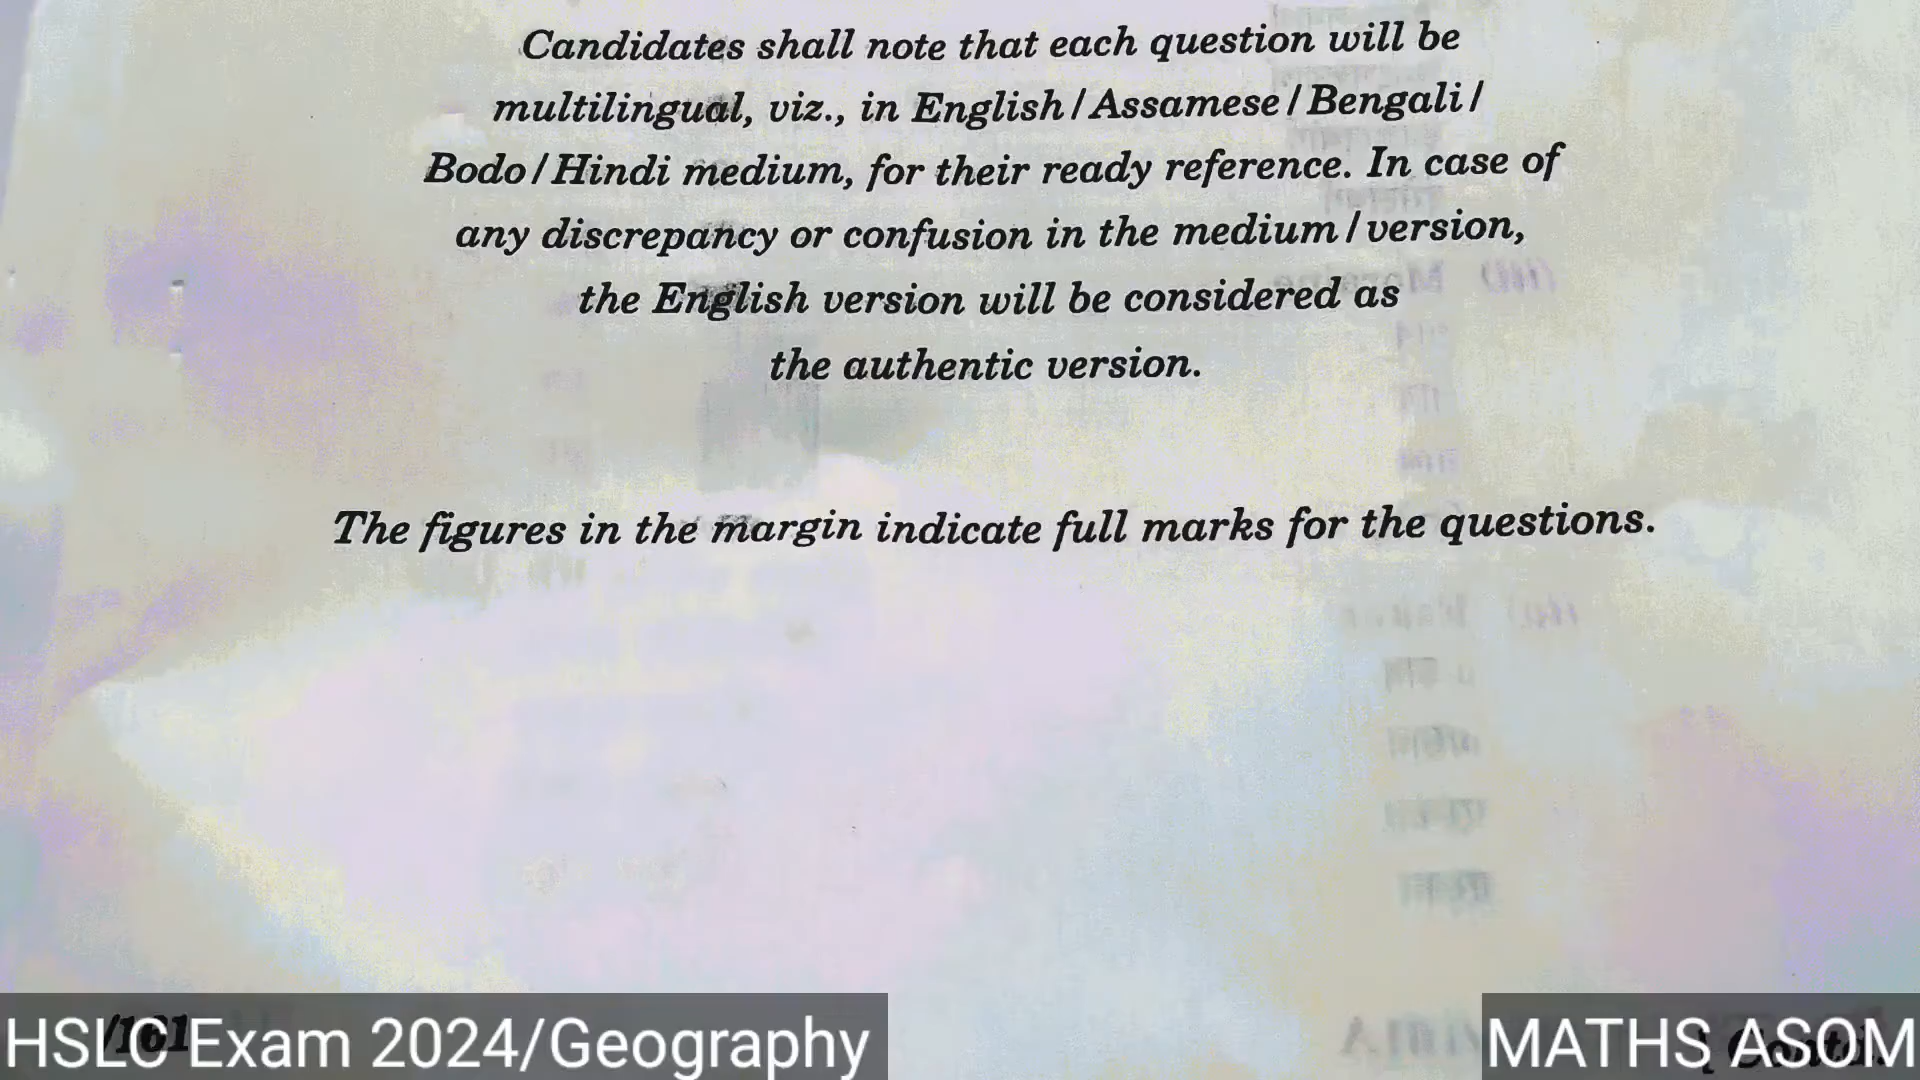 Candidates shall note that each question will be
multilingual, viz., in English/Assamese/Bengali/
Bodo/Hindi medium, for their ready reference. In case of
any discrepancy or confusion in the medium/version,
the English version will be considered as
the authentic version.
The figures in the margin indicate full marks for the questions.
/161
HSLC Exam 2024/Geography
MATHS ASOM